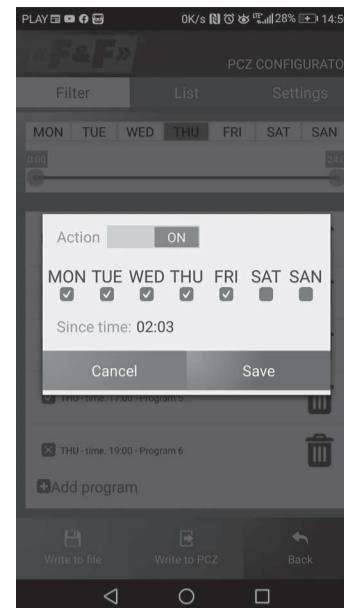 PLAY 0K/s LTE 28% 14:5
«F&F»
PCZ CONFIGURATO
Filter List Settings
MON TUE WED THU FRI SAT SAN
0:00 24:0
Action ON
MON TUE WED THU FRI SAT SAN
Since time: 02:03
Cancel Save
THU - time. 17:00 - Program 5
THU - time. 19:00 - Program 6
Add program
Write to file Write to PCZ Back